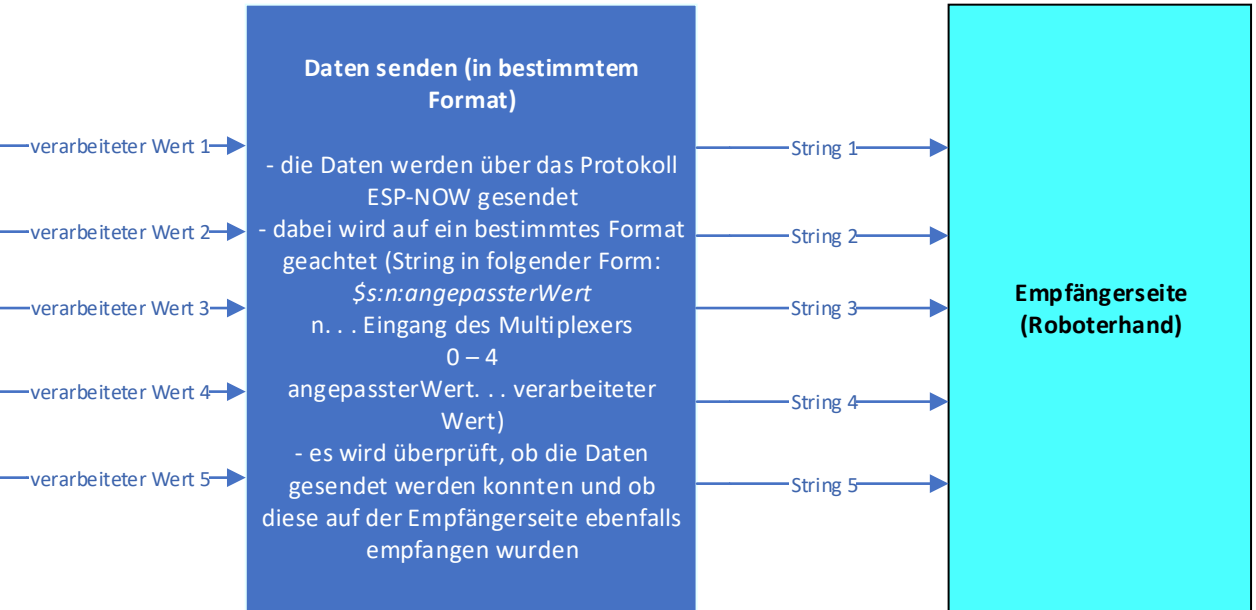 Daten senden (in bestimmtem
Format)
- die Daten werden über das Protokoll
ESP-NOW gesendet
- dabei wird auf ein bestimmtes Format
geachtet (String in folgender Form:
$s:n:angepassterWert
n. . . Eingang des Multiplexers
0 – 4
angepassterWert. . . verarbeiteter
Wert)
- es wird überprüft, ob die Daten
gesendet werden konnten und ob
diese auf der Empfängerseite ebenfalls
empfangen wurden
verarbeiteter Wert 1
verarbeiteter Wert 2
verarbeiteter Wert 3
verarbeiteter Wert 4
verarbeiteter Wert 5
String 1
String 2
String 3
String 4
String 5
Empfängerseite
(Roboterhand)